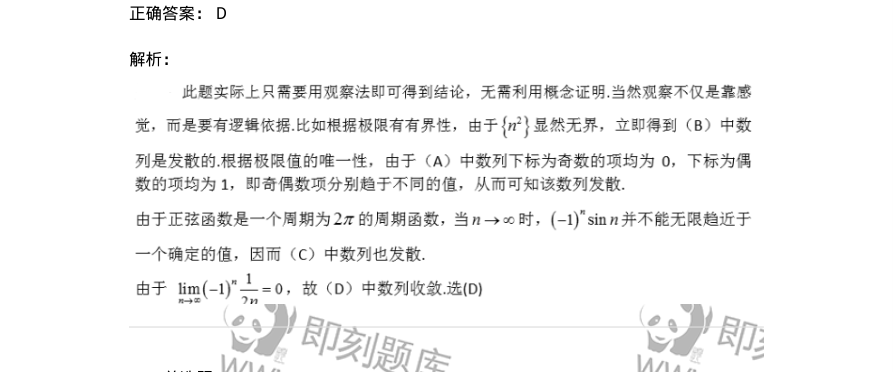 正确答案： D
解析：
此题实际上只需要用观察法即可得到结论，无需利用概念证明.当然观察不仅是靠感
觉，而是要有逻辑依据.比如根据极限有有界性，由于{n²}显然无界，立即得到（B）中数
列是发散的.根据极限值的唯一性，由于（A）中数列下标为奇数的项均为 0，下标为偶
数的项均为 1，即奇偶数项分别趋于不同的值，从而可知该数列发散.
由于正弦函数是一个周期为 2π 的周期函数，当 n→∞ 时，(−1)ⁿ sin n 并不能无限趋近于
一个确定的值，因而（C）中数列也发散.
由于 lim n→∞ (−1)ⁿ 1/2n = 0，故（D）中数列收敛.选(D)
即刻题库
即